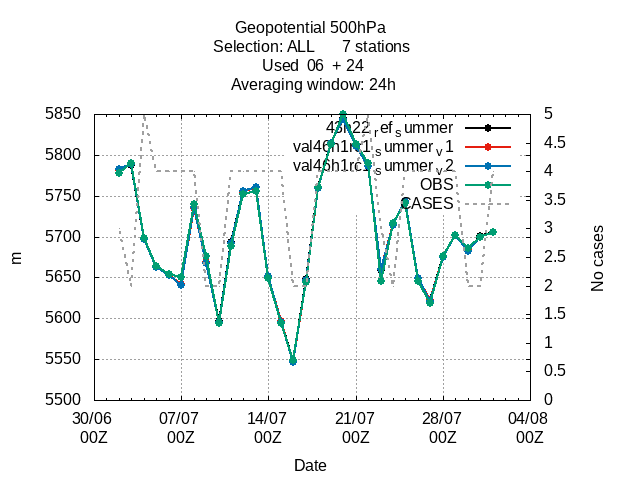 Geopotential 500hPa
Selection: ALL 7 stations
Used 06 + 24
Averaging window: 24h
5850
5800
5750
5700
5650
5600
5550
5500
m
5
4.5
4
3.5
3
2.5
2
1.5
1
0.5
0
No cases
43h22_ref_summer
val46h1rc1_summer_v1
val46h1rc1_summer_v2
OBS
CASES
30/06 07/07 14/07 21/07 28/07 04/08
00Z 00Z 00Z 00Z 00Z 00Z
Date